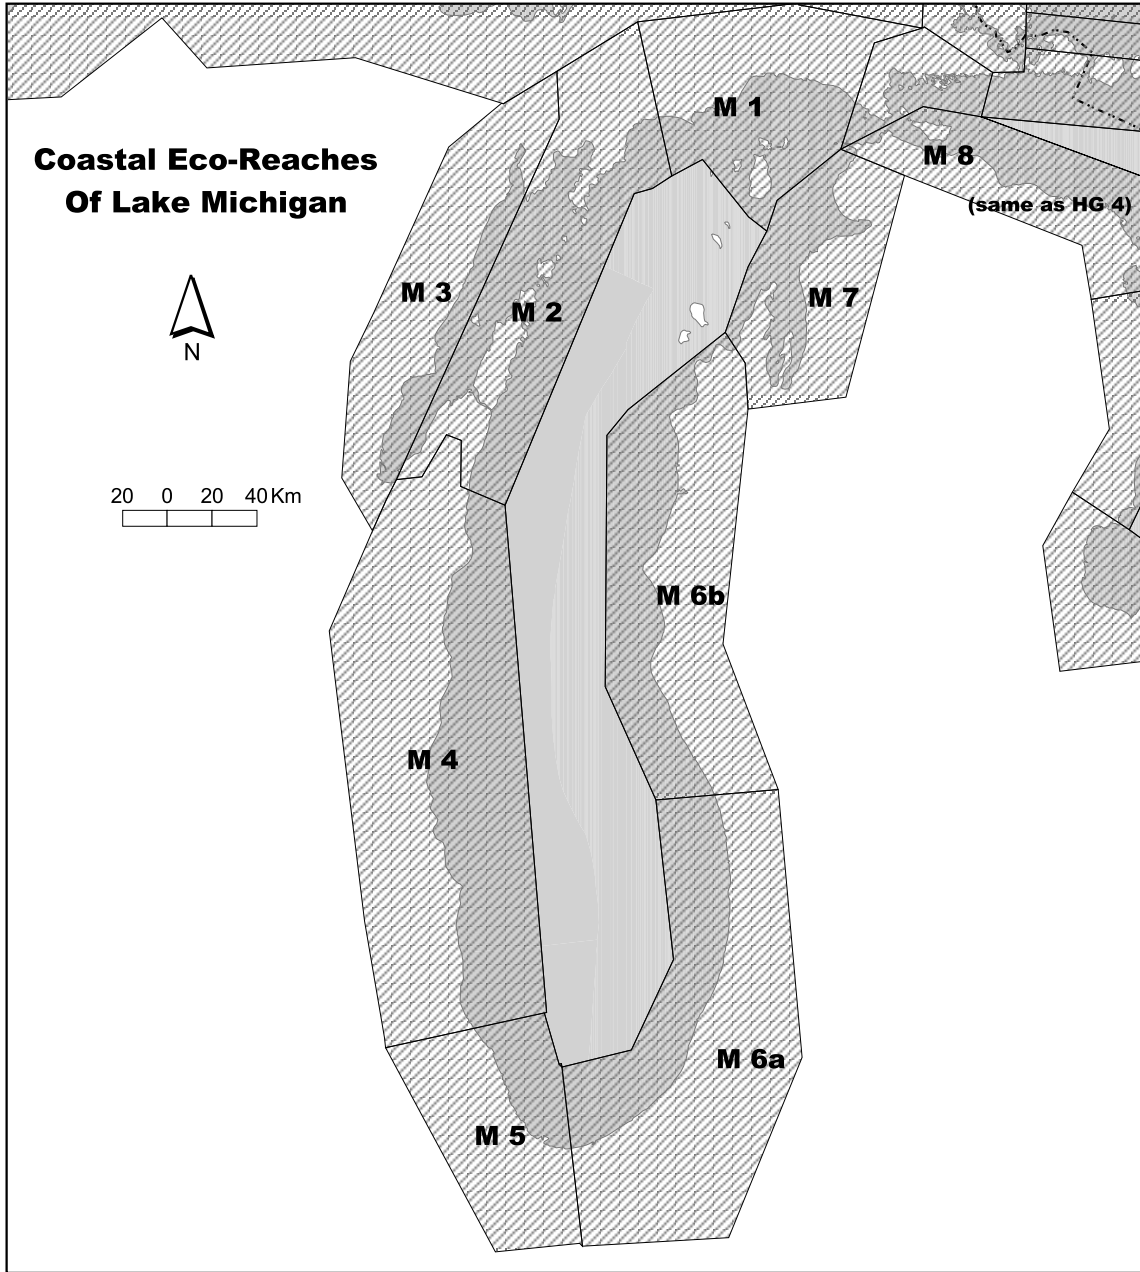 M 1
Coastal Eco-Reaches
Of Lake Michigan
M 8
(same as HG 4)
M 3
M 7
M 2
N
20 0 20 40 Km
M 6b
M 4
M 6a
M 5